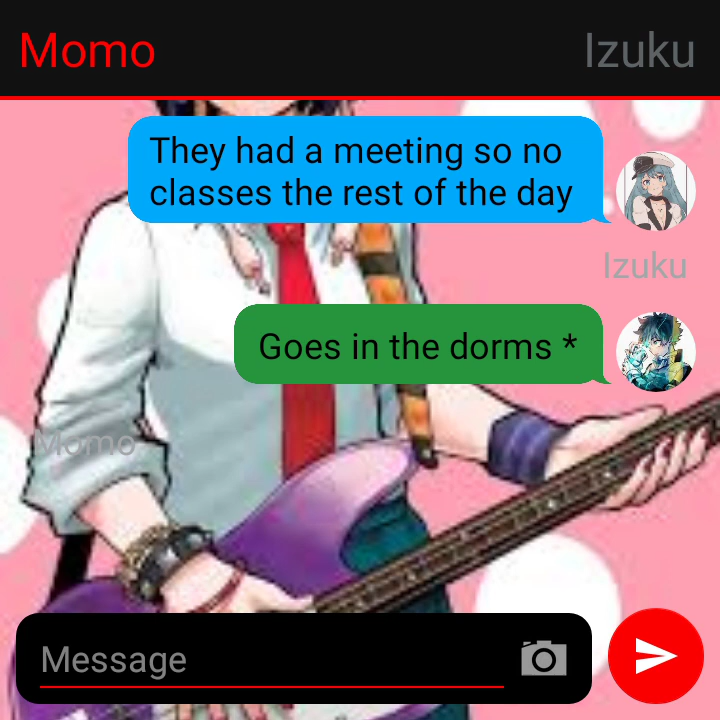 Momo
Izuku
They had a meeting so no
classes the rest of the day
Izuku
Goes in the dorms *
Momo
Message